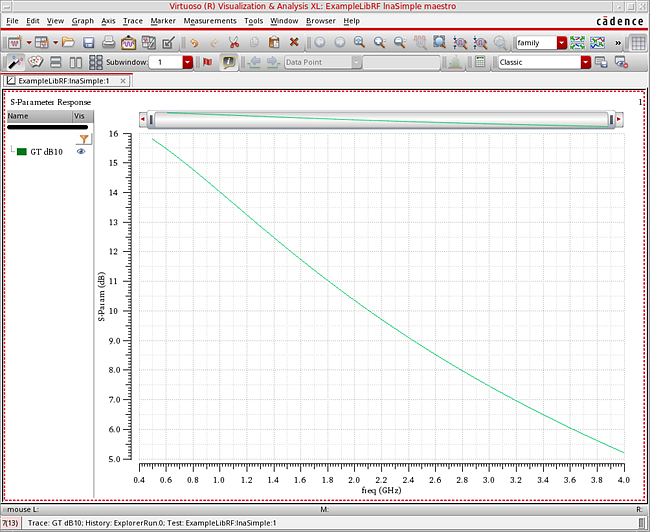 Virtuoso (R) Visualization & Analysis XL: ExampleLibRF lnaSimple maestro
File Edit View Graph Axis Trace Marker Measurements Tools Window Browser Help
cādence
family
»
Subwindow: 1
Data Point
Classic
ExampleLibRF:lnaSimple:1
S-Parameter Response
1
Name Vis
GT dB10
16
15
14
13
12
11
10
9.0
8.0
7.0
6.0
5.0
S-Param (dB)
0.4 0.6 0.8 1.0 1.2 1.4 1.6 1.8 2.0 2.2 2.4 2.6 2.8 3.0 3.2 3.4 3.6 3.8 4.0
freq (GHz)
mouse L: M: R:
7(13) Trace: GT dB10; History: ExplorerRun.0; Test: ExampleLibRF:lnaSimple:1